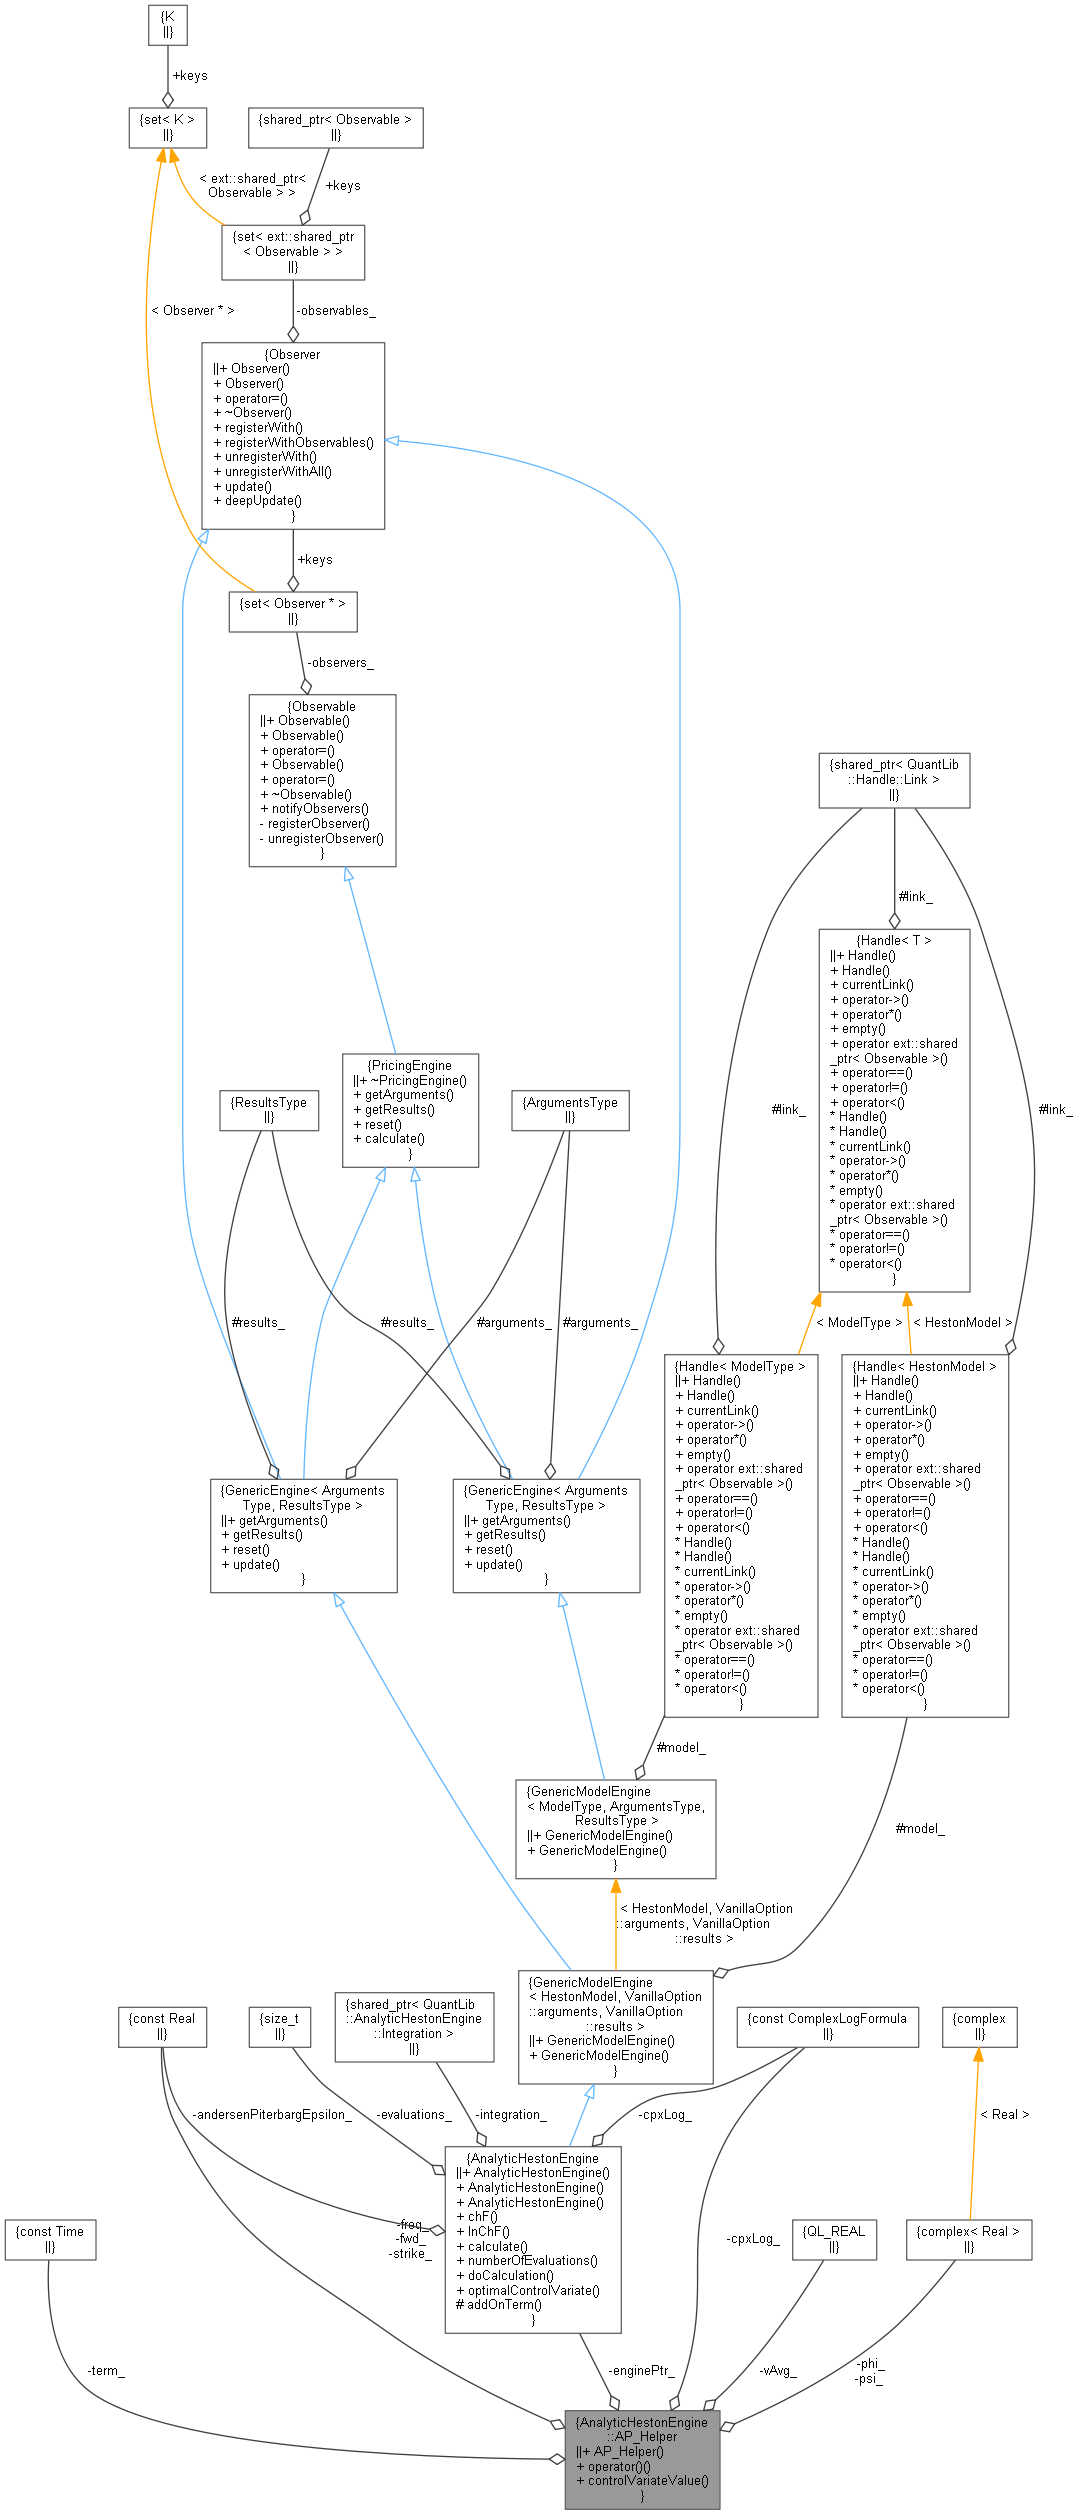 {K
||}
+keys
{set< K >
||}
{shared_ptr< Observable >
||}
< ext::shared_ptr<
Observable > >
+keys
{set< ext::shared_ptr
< Observable > >
||}
< Observer * >
-observables_
{Observer
||+ Observer()
+ Observer()
+ operator=()
+ ~Observer()
+ registerWith()
+ registerWithObservables()
+ unregisterWith()
+ unregisterWithAll()
+ update()
+ deepUpdate()
}
+keys
{set< Observer * >
||}
-observers_
{Observable
||+ Observable()
+ Observable()
+ operator=()
+ Observable()
+ operator=()
+ ~Observable()
+ notifyObservers()
- registerObserver()
- unregisterObserver()
}
{shared_ptr< QuantLib
::Handle::Link >
||}
#link_
{Handle< T >
||+ Handle()
+ Handle()
+ currentLink()
+ operator->()
+ operator*()
+ empty()
+ operator ext::shared
_ptr< Observable >()
+ operator==()
+ operator!=()
+ operator<()
* Handle()
* Handle()
* currentLink()
* operator->()
* operator*()
* empty()
* operator ext::shared
_ptr< Observable >()
* operator==()
* operator!=()
* operator<()
}
#link_
#link_
{PricingEngine
||+ ~PricingEngine()
+ getArguments()
+ getResults()
+ reset()
+ calculate()
}
{ResultsType
||}
{ArgumentsType
||}
#results_
#results_
#arguments_
#arguments_
< ModelType >
< HestonModel >
{GenericEngine< Arguments
Type, ResultsType >
||+ getArguments()
+ getResults()
+ reset()
+ update()
}
{GenericEngine< Arguments
Type, ResultsType >
||+ getArguments()
+ getResults()
+ reset()
+ update()
}
{Handle< ModelType >
||+ Handle()
+ Handle()
+ currentLink()
+ operator->()
+ operator*()
+ empty()
+ operator ext::shared
_ptr< Observable >()
+ operator==()
+ operator!=()
+ operator<()
* Handle()
* Handle()
* currentLink()
* operator->()
* operator*()
* empty()
* operator ext::shared
_ptr< Observable >()
* operator==()
* operator!=()
* operator<()
}
{Handle< HestonModel >
||+ Handle()
+ Handle()
+ currentLink()
+ operator->()
+ operator*()
+ empty()
+ operator ext::shared
_ptr< Observable >()
+ operator==()
+ operator!=()
+ operator<()
* Handle()
* Handle()
* currentLink()
* operator->()
* operator*()
* empty()
* operator ext::shared
_ptr< Observable >()
* operator==()
* operator!=()
* operator<()
}
#model_
{GenericModelEngine
< ModelType, ArgumentsType,
ResultsType >
||+ GenericModelEngine()
+ GenericModelEngine()
}
#model_
< HestonModel, VanillaOption
::arguments, VanillaOption
::results >
{GenericModelEngine
< HestonModel, VanillaOption
::arguments, VanillaOption
::results >
||+ GenericModelEngine()
+ GenericModelEngine()
}
{const Real
||}
{size_t
||}
{shared_ptr< QuantLib
::AnalyticHestonEngine
::Integration >
||}
{const ComplexLogFormula
||}
{complex
||}
-andersenPiterbargEpsilon_
-evaluations_
-integration_
-cpxLog_
< Real >
{AnalyticHestonEngine
||+ AnalyticHestonEngine()
+ AnalyticHestonEngine()
+ AnalyticHestonEngine()
+ chF()
+ lnChF()
+ calculate()
+ numberOfEvaluations()
+ doCalculation()
+ optimalControlVariate()
# addOnTerm()
}
{const Time
||}
-freq_
-fwd_
-strike_
-cpxLog_
{QL_REAL
||}
{complex< Real >
||}
-term_
-enginePtr_
-vAvg_
-phi_
-psi_
{AnalyticHestonEngine
::AP_Helper
||+ AP_Helper()
+ operator()()
+ controlVariateValue()
}